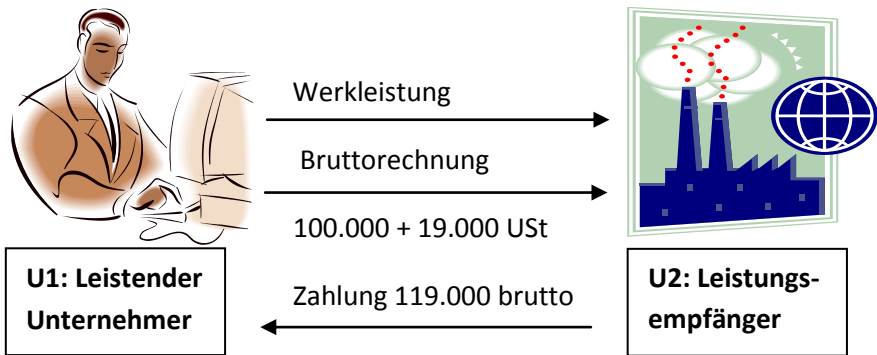 Werkleistung
Bruttorechnung
100.000 + 19.000 USt
U1: Leistender
Unternehmer
Zahlung 119.000 brutto
U2: Leistungs-
empfänger